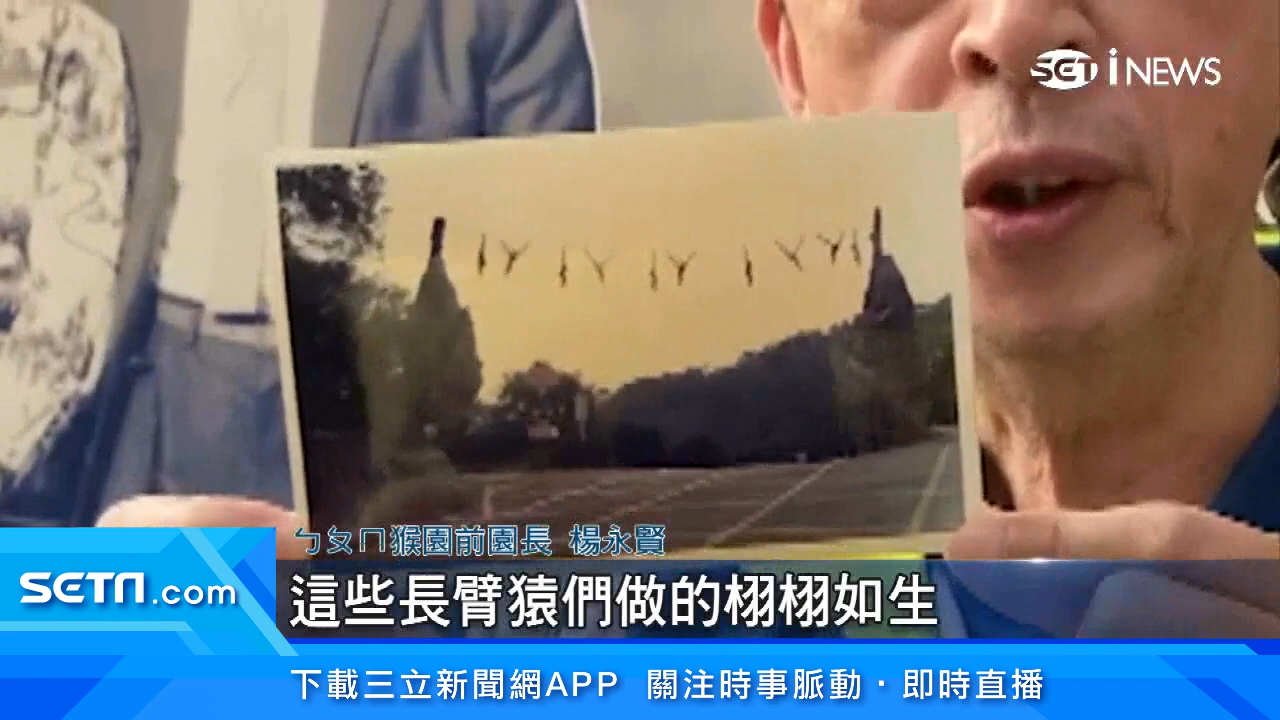 SET iNEWS
ㄅㄆㄇ猴園前園長 楊永賢
SETN.com
這些長臂猿們做的栩栩如生
下載三立新聞網APP 關注時事脈動・即時直播